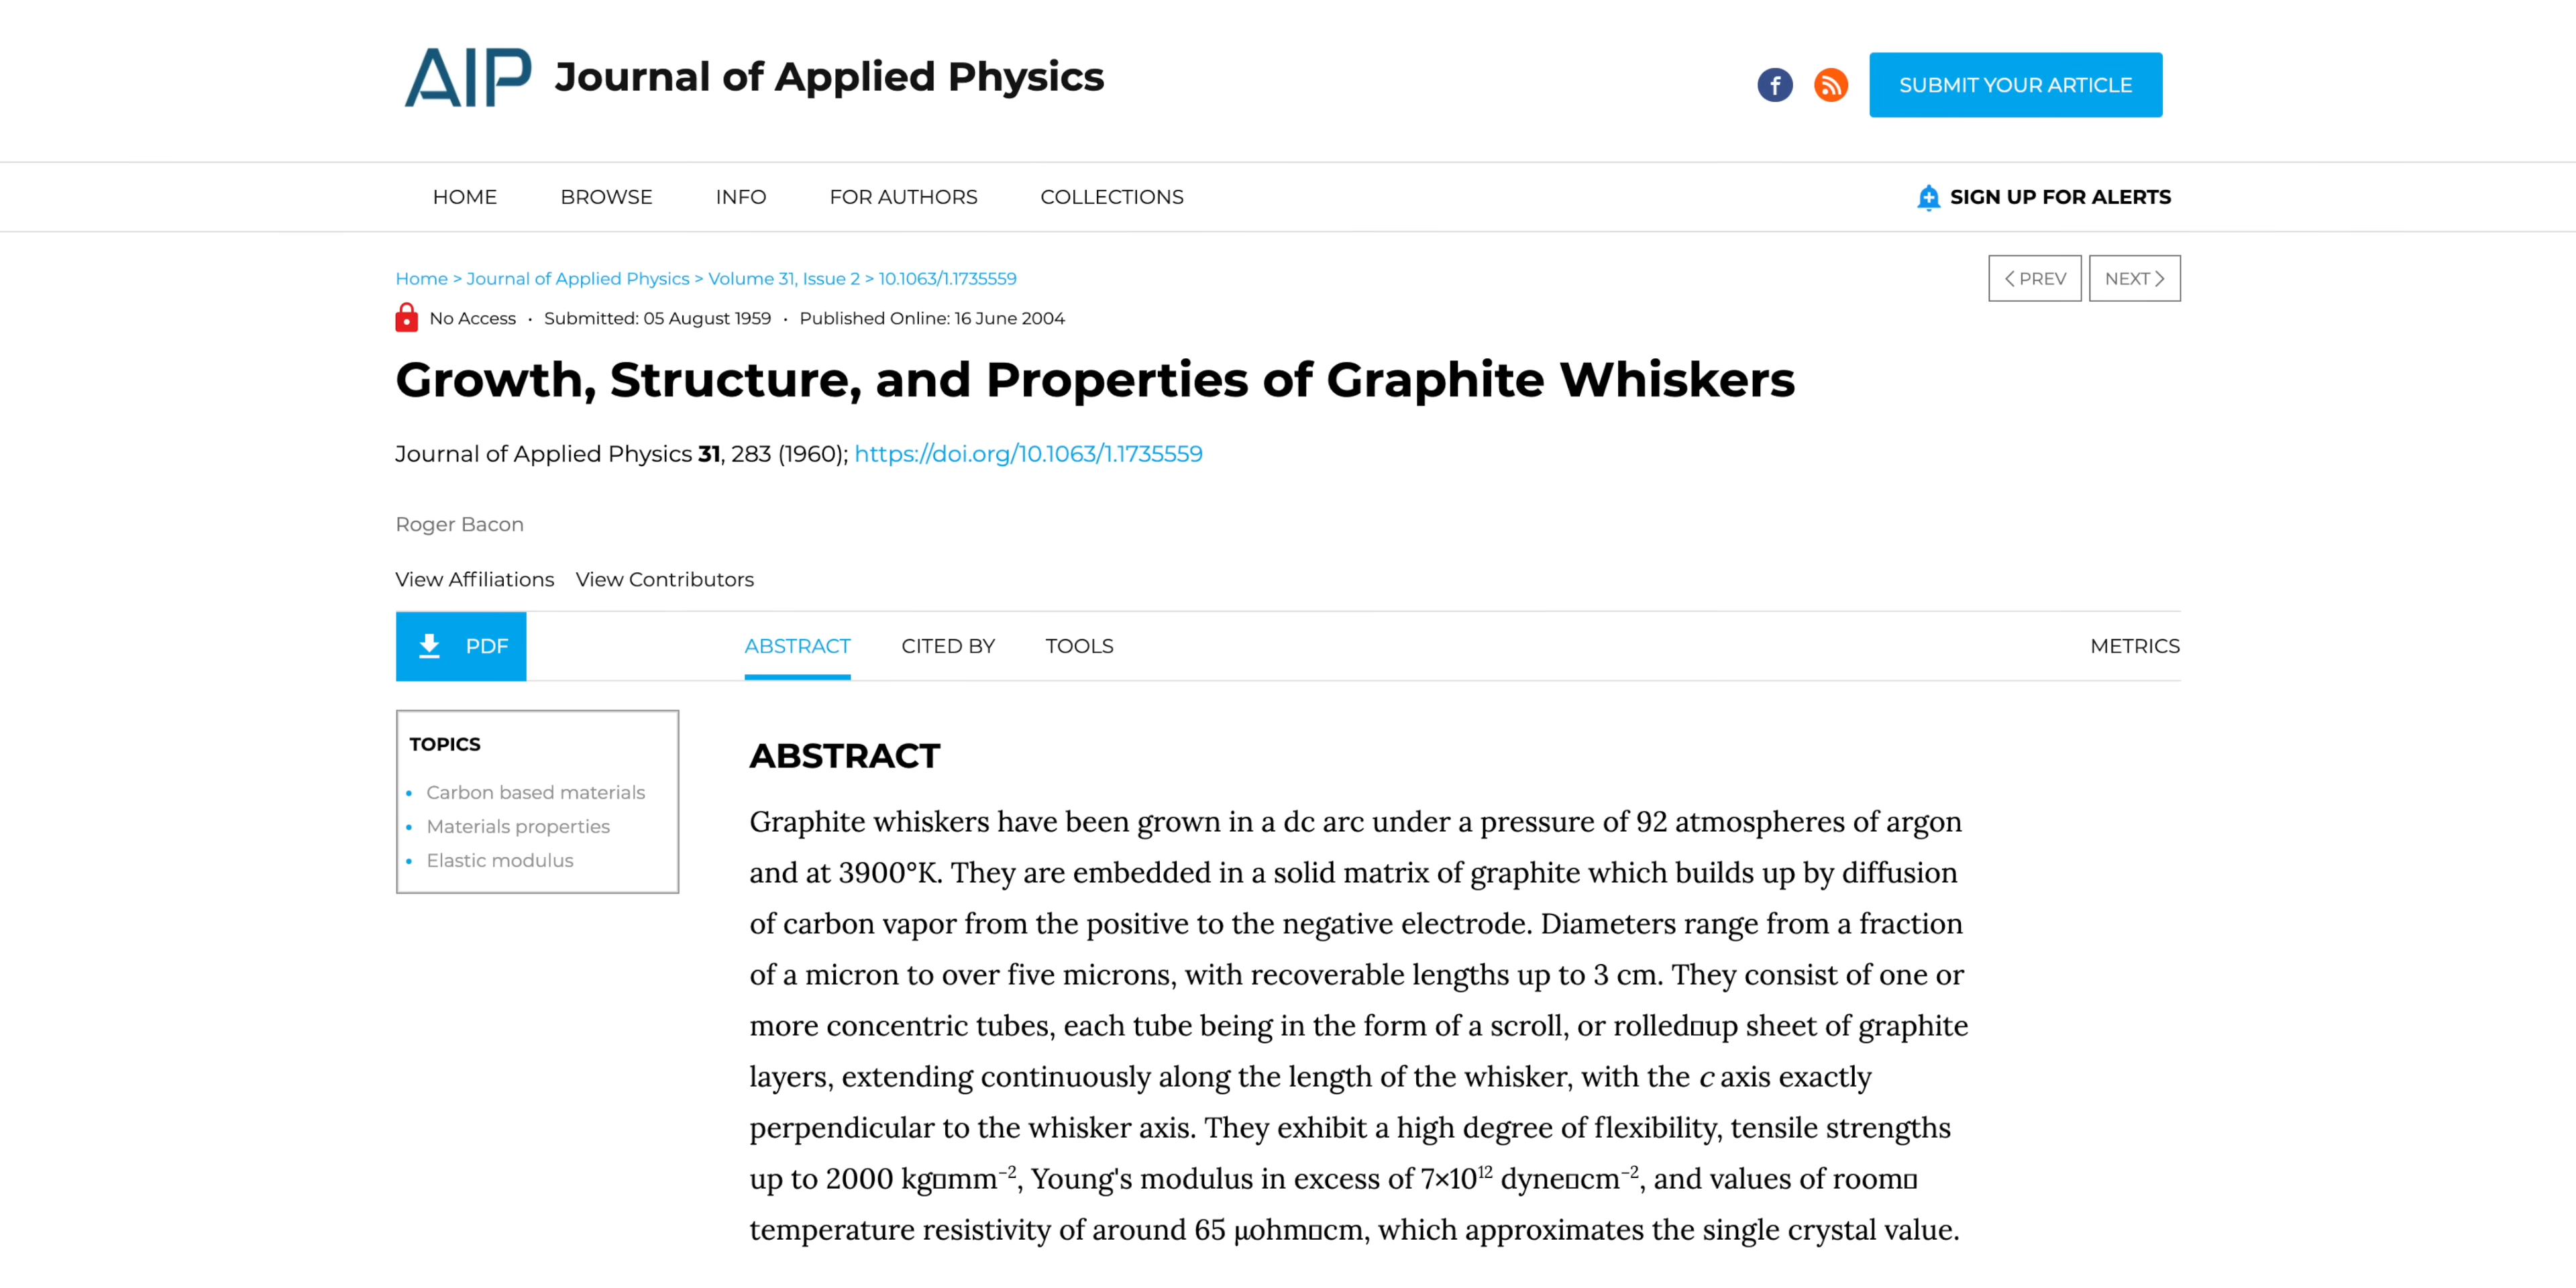 AIP Journal of Applied Physics
f
SUBMIT YOUR ARTICLE
HOME BROWSE INFO FOR AUTHORS COLLECTIONS SIGN UP FOR ALERTS
Home > Journal of Applied Physics > Volume 31, Issue 2 > 10.1063/1.1735559
< PREV NEXT >
No Access · Submitted: 05 August 1959 · Published Online: 16 June 2004
Growth, Structure, and Properties of Graphite Whiskers
Journal of Applied Physics 31, 283 (1960); https://doi.org/10.1063/1.1735559
Roger Bacon
View Affiliations View Contributors
PDF ABSTRACT CITED BY TOOLS METRICS
TOPICS
• Carbon based materials
• Materials properties
• Elastic modulus
ABSTRACT
Graphite whiskers have been grown in a dc arc under a pressure of 92 atmospheres of argon
and at 3900°K. They are embedded in a solid matrix of graphite which builds up by diffusion
of carbon vapor from the positive to the negative electrode. Diameters range from a fraction
of a micron to over five microns, with recoverable lengths up to 3 cm. They consist of one or
more concentric tubes, each tube being in the form of a scroll, or rolled▯up sheet of graphite
layers, extending continuously along the length of the whisker, with the c axis exactly
perpendicular to the whisker axis. They exhibit a high degree of flexibility, tensile strengths
up to 2000 kg▯mm⁻², Young's modulus in excess of 7×10¹² dyne▯cm⁻², and values of room▯
temperature resistivity of around 65 μohm▯cm, which approximates the single crystal value.